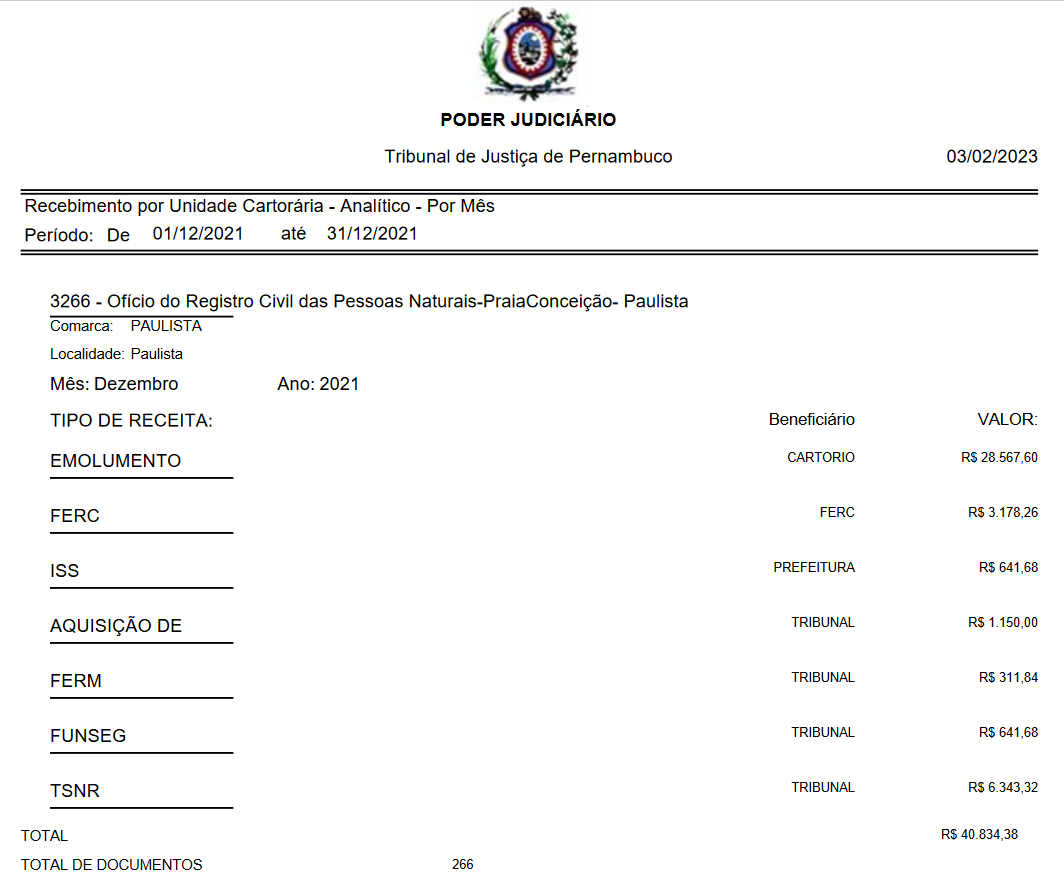 PODER JUDICIÁRIO
Tribunal de Justiça de Pernambuco 03/02/2023
Recebimento por Unidade Cartorária - Analítico - Por Mês
Período: De 01/12/2021 até 31/12/2021
3266 - Ofício do Registro Civil das Pessoas Naturais-PraiaConceição- Paulista
Comarca: PAULISTA
Localidade: Paulista
Mês: Dezembro Ano: 2021
TIPO DE RECEITA: Beneficiário VALOR:
EMOLUMENTO CARTORIO R$ 28.567,60
FERC FERC R$ 3.178,26
ISS PREFEITURA R$ 641,68
AQUISIÇÃO DE TRIBUNAL R$ 1.150,00
FERM TRIBUNAL R$ 311,84
FUNSEG TRIBUNAL R$ 641,68
TSNR TRIBUNAL R$ 6.343,32
TOTAL R$ 40.834,38
TOTAL DE DOCUMENTOS 266